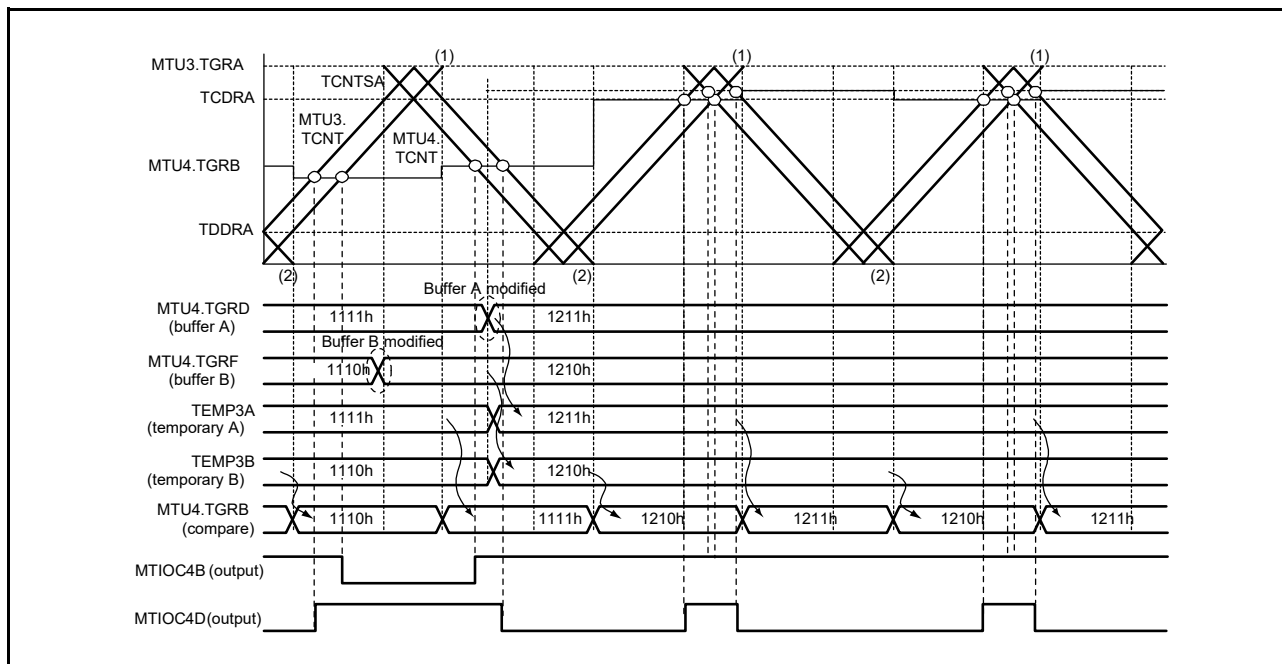 (1) (1) (1)
MTU3.TGRA
TCNTSA
TCDRA
MTU3.
TCNT
MTU4.
TCNT
MTU4.TGRB
TDDRA
(2) (2) (2)
Buffer A modified
MTU4.TGRD
(buffer A)
1111h 1211h
Buffer B modified
MTU4.TGRF
(buffer B)
1110h 1210h
TEMP3A
(temporary A)
1111h 1211h
TEMP3B
(temporary B)
1110h 1210h
MTU4.TGRB
(compare)
1110h 1111h 1210h 1211h 1210h 1211h
MTIOC4B (output)
MTIOC4D(output)